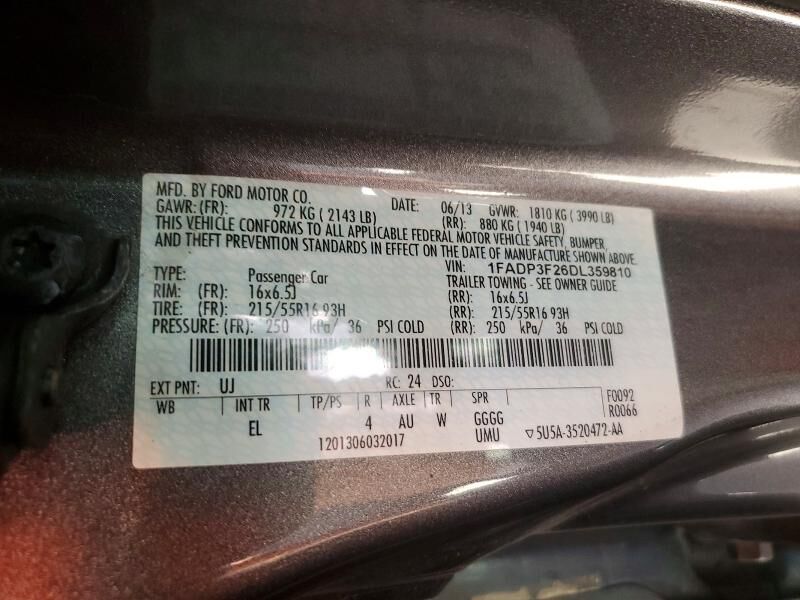 MFD. BY FORD MOTOR CO. DATE: 06/13 GVWR: 1810 KG ( 3990 LB)
GAWR: (FR): 972 KG ( 2143 LB) (RR): 880 KG ( 1940 LB)
THIS VEHICLE CONFORMS TO ALL APPLICABLE FEDERAL MOTOR VEHICLE SAFETY, BUMPER,
AND THEFT PREVENTION STANDARDS IN EFFECT ON THE DATE OF MANUFACTURE SHOWN ABOVE.
VIN: 1FADP3F26DL359810
TYPE: Passenger Car TRAILER TOWING - SEE OWNER GUIDE
RIM: (FR): 16x6.5J (RR): 16x6.5J
TIRE: (FR): 215/55R16 93H (RR): 215/55R16 93H
PRESSURE: (FR): 250 kPa/ 36 PSI COLD (RR): 250 kPa/ 36 PSI COLD
EXT PNT: UJ RC: 24 DSO:
WB INT TR TP/PS R AXLE TR SPR F0092
R0066
EL 4 AU W GGGG
1201306032017 UMU ▽5U5A-3520472-AA